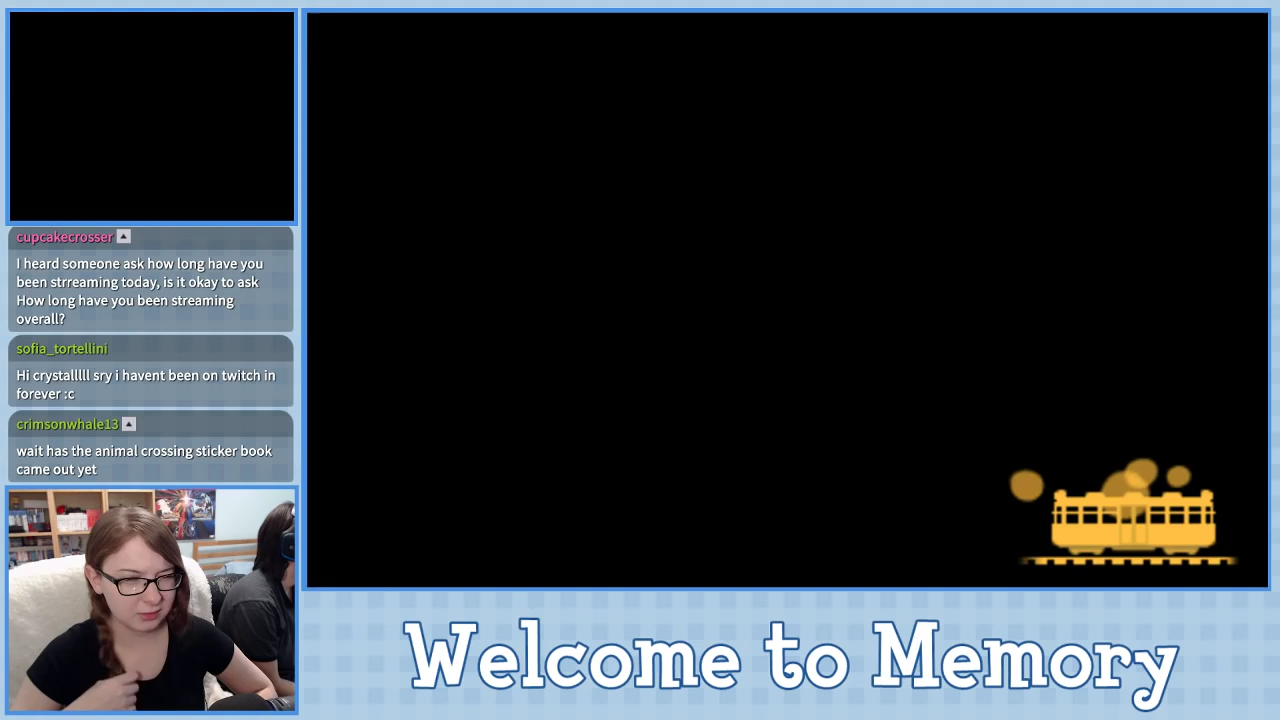 cupcakecrosser
I heard someone ask how long have you
been strreaming today, is it okay to ask
How long have you been streaming
overall?
sofia_tortellini
Hi crystalllll sry i havent been on twitch in
forever :c
crimsonwhale13
wait has the animal crossing sticker book
came out yet
Welcome to Memory